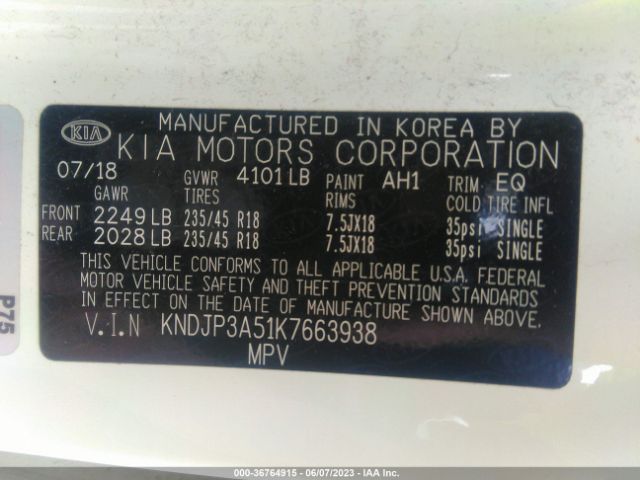 KIA
MANUFACTURED IN KOREA BY
KIA MOTORS CORPORATION
07/18 GVWR 4101LB PAINT AH1 TRIM EQ
GAWR TIRES RIMS COLD TIRE INFL
FRONT 2249LB 235/45 R18 7.5JX18 35psi SINGLE
REAR 2028LB 235/45 R18 7.5JX18 35psi SINGLE
THIS VEHICLE CONFORMS TO ALL APPLICABLE U.S.A. FEDERAL
MOTOR VEHICLE SAFETY AND THEFT PREVENTION STANDARDS
IN EFFECT ON THE DATE OF MANUFACTURE SHOWN ABOVE.
V.I.N KNDJP3A51K7663938
MPV
P75
000-36764915 - 06/07/2023 - IAA Inc.